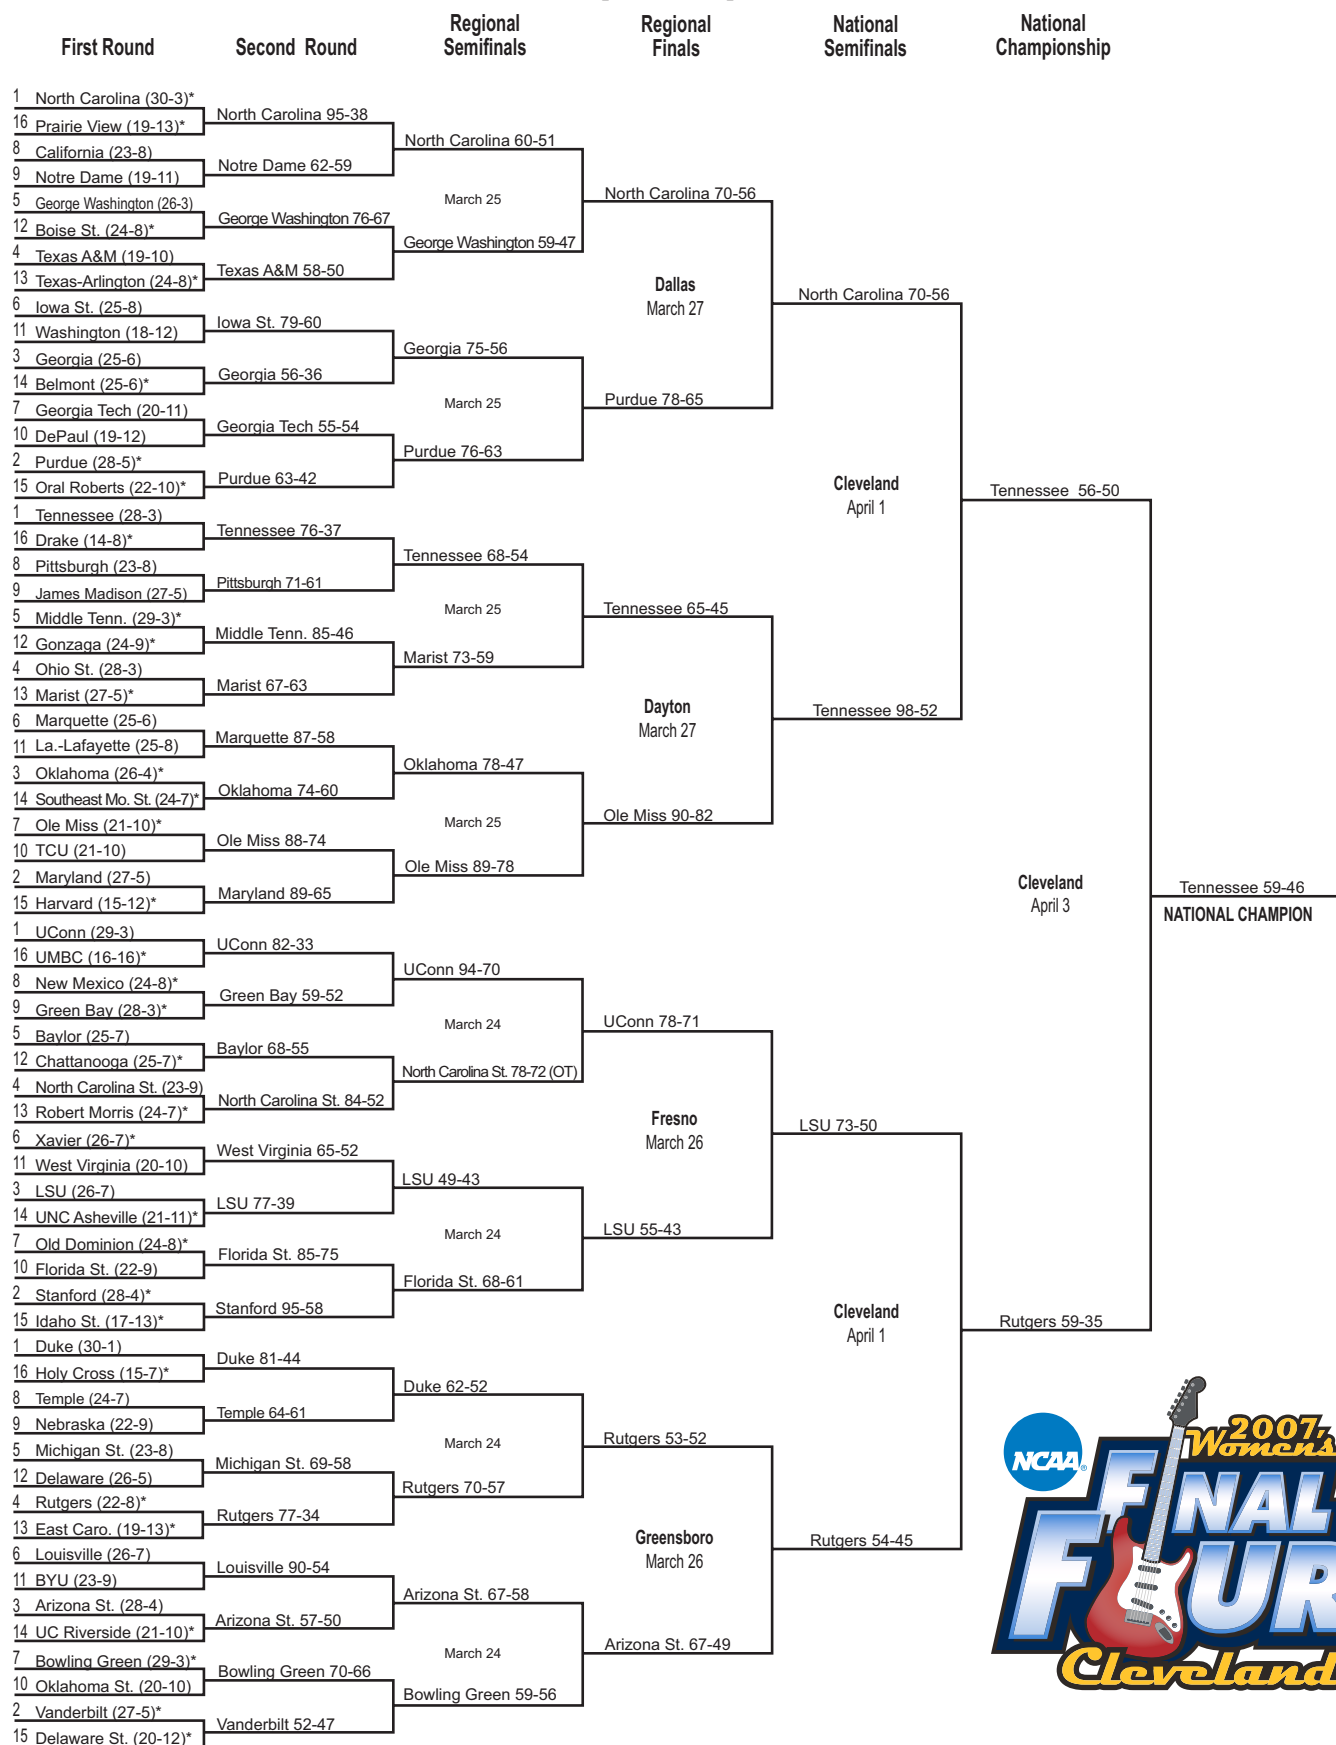 Regional Semifinals
Regional Finals
National Semifinals
National Championship
First Round
Second Round
1 North Carolina (30-3)*
16 Prairie View (19-13)*
8 California (23-8)
9 Notre Dame (19-11)
5 George Washington (26-3)
12 Boise St. (24-8)*
4 Texas A&M (19-10)
13 Texas-Arlington (24-8)*
6 Iowa St. (25-8)
11 Washington (18-12)
3 Georgia (25-6)
14 Belmont (25-6)*
7 Georgia Tech (20-11)
10 DePaul (19-12)
2 Purdue (28-5)*
15 Oral Roberts (22-10)*
1 Tennessee (28-3)
16 Drake (14-8)*
8 Pittsburgh (23-8)
9 James Madison (27-5)
5 Middle Tenn. (29-3)*
12 Gonzaga (24-9)*
4 Ohio St. (28-3)
13 Marist (27-5)*
6 Marquette (25-6)
11 La.-Lafayette (25-8)
3 Oklahoma (26-4)*
14 Southeast Mo. St. (24-7)*
7 Ole Miss (21-10)*
10 TCU (21-10)
2 Maryland (27-5)
15 Harvard (15-12)*
1 UConn (29-3)
16 UMBC (16-16)*
8 New Mexico (24-8)*
9 Green Bay (28-3)*
5 Baylor (25-7)
12 Chattanooga (25-7)*
4 North Carolina St. (23-9)
13 Robert Morris (24-7)*
6 Xavier (26-7)*
11 West Virginia (20-10)
3 LSU (26-7)
14 UNC Asheville (21-11)*
7 Old Dominion (24-8)*
10 Florida St. (22-9)
2 Stanford (28-4)*
15 Idaho St. (17-13)*
1 Duke (30-1)
16 Holy Cross (15-7)*
8 Temple (24-7)
9 Nebraska (22-9)
5 Michigan St. (23-8)
12 Delaware (26-5)
4 Rutgers (22-8)*
13 East Caro. (19-13)*
6 Louisville (26-7)
11 BYU (23-9)
3 Arizona St. (28-4)
14 UC Riverside (21-10)*
7 Bowling Green (29-3)*
10 Oklahoma St. (20-10)
2 Vanderbilt (27-5)*
15 Delaware St. (20-12)*
North Carolina 95-38
Notre Dame 62-59
George Washington 76-67
Texas A&M 58-50
Iowa St. 79-60
Georgia 56-36
Georgia Tech 55-54
Purdue 63-42
Tennessee 76-37
Pittsburgh 71-61
Middle Tenn. 85-46
Marist 67-63
Marquette 87-58
Oklahoma 74-60
Ole Miss 88-74
Maryland 89-65
UConn 82-33
Green Bay 59-52
Baylor 68-55
North Carolina St. 84-52
West Virginia 65-52
LSU 77-39
Florida St. 85-75
Stanford 95-58
Duke 81-44
Temple 64-61
Michigan St. 69-58
Rutgers 77-34
Louisville 90-54
Arizona St. 57-50
Bowling Green 70-66
Vanderbilt 52-47
North Carolina 60-51
March 25
George Washington 59-47
Georgia 75-56
March 25
Purdue 76-63
Tennessee 68-54
March 25
Marist 73-59
Oklahoma 78-47
March 25
Ole Miss 89-78
UConn 94-70
March 24
North Carolina St. 78-72 (OT)
LSU 49-43
March 24
Florida St. 68-61
Duke 62-52
March 24
Rutgers 70-57
Arizona St. 67-58
March 24
Bowling Green 59-56
North Carolina 70-56
Dallas
March 27
Purdue 78-65
Tennessee 65-45
Dayton
March 27
Ole Miss 90-82
UConn 78-71
Fresno
March 26
LSU 55-43
Rutgers 53-52
Greensboro
March 26
Arizona St. 67-49
North Carolina 70-56
Cleveland
April 1
Tennessee 98-52
LSU 73-50
Cleveland
April 1
Rutgers 54-45
Tennessee 56-50
Cleveland
April 3
Rutgers 59-35
Tennessee 59-46
NATIONAL CHAMPION
NCAA
2007
Women's
FINAL
FOUR
Cleveland